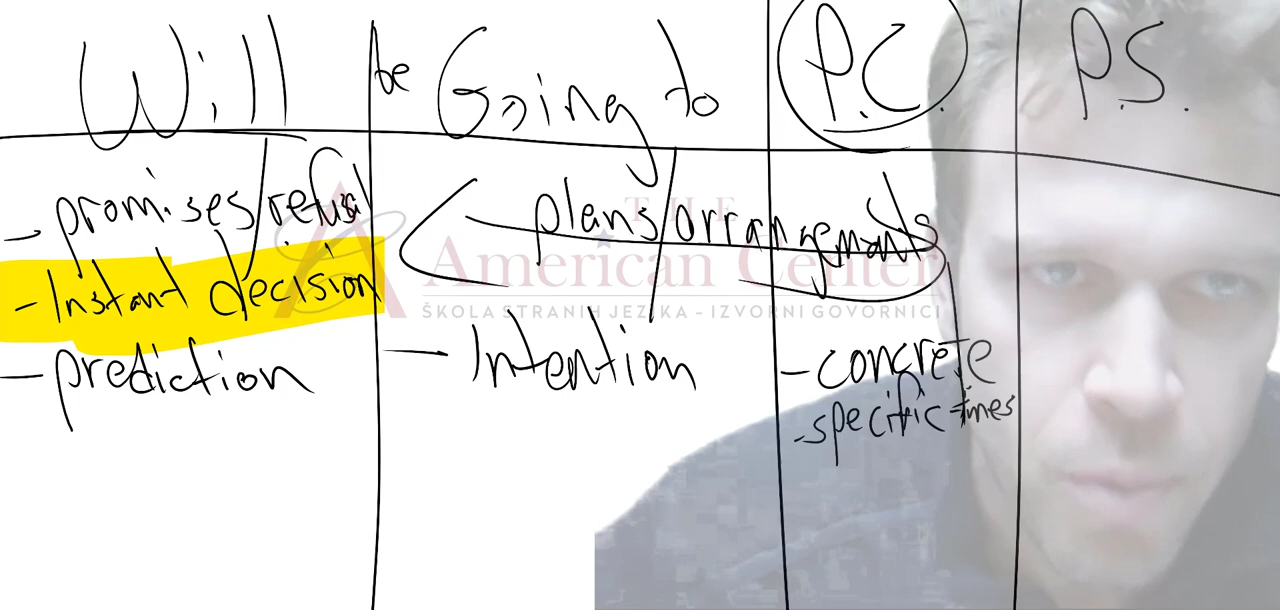 Will
be Going to
P.C.
P.S.
- promises/refusal
- Instant decision
- prediction
- plans/arrangements
- Intention
- concrete
- specific times
THE
American Center
ŠKOLA STRANIH JEZIKA - IZVORNI GOVORNICI